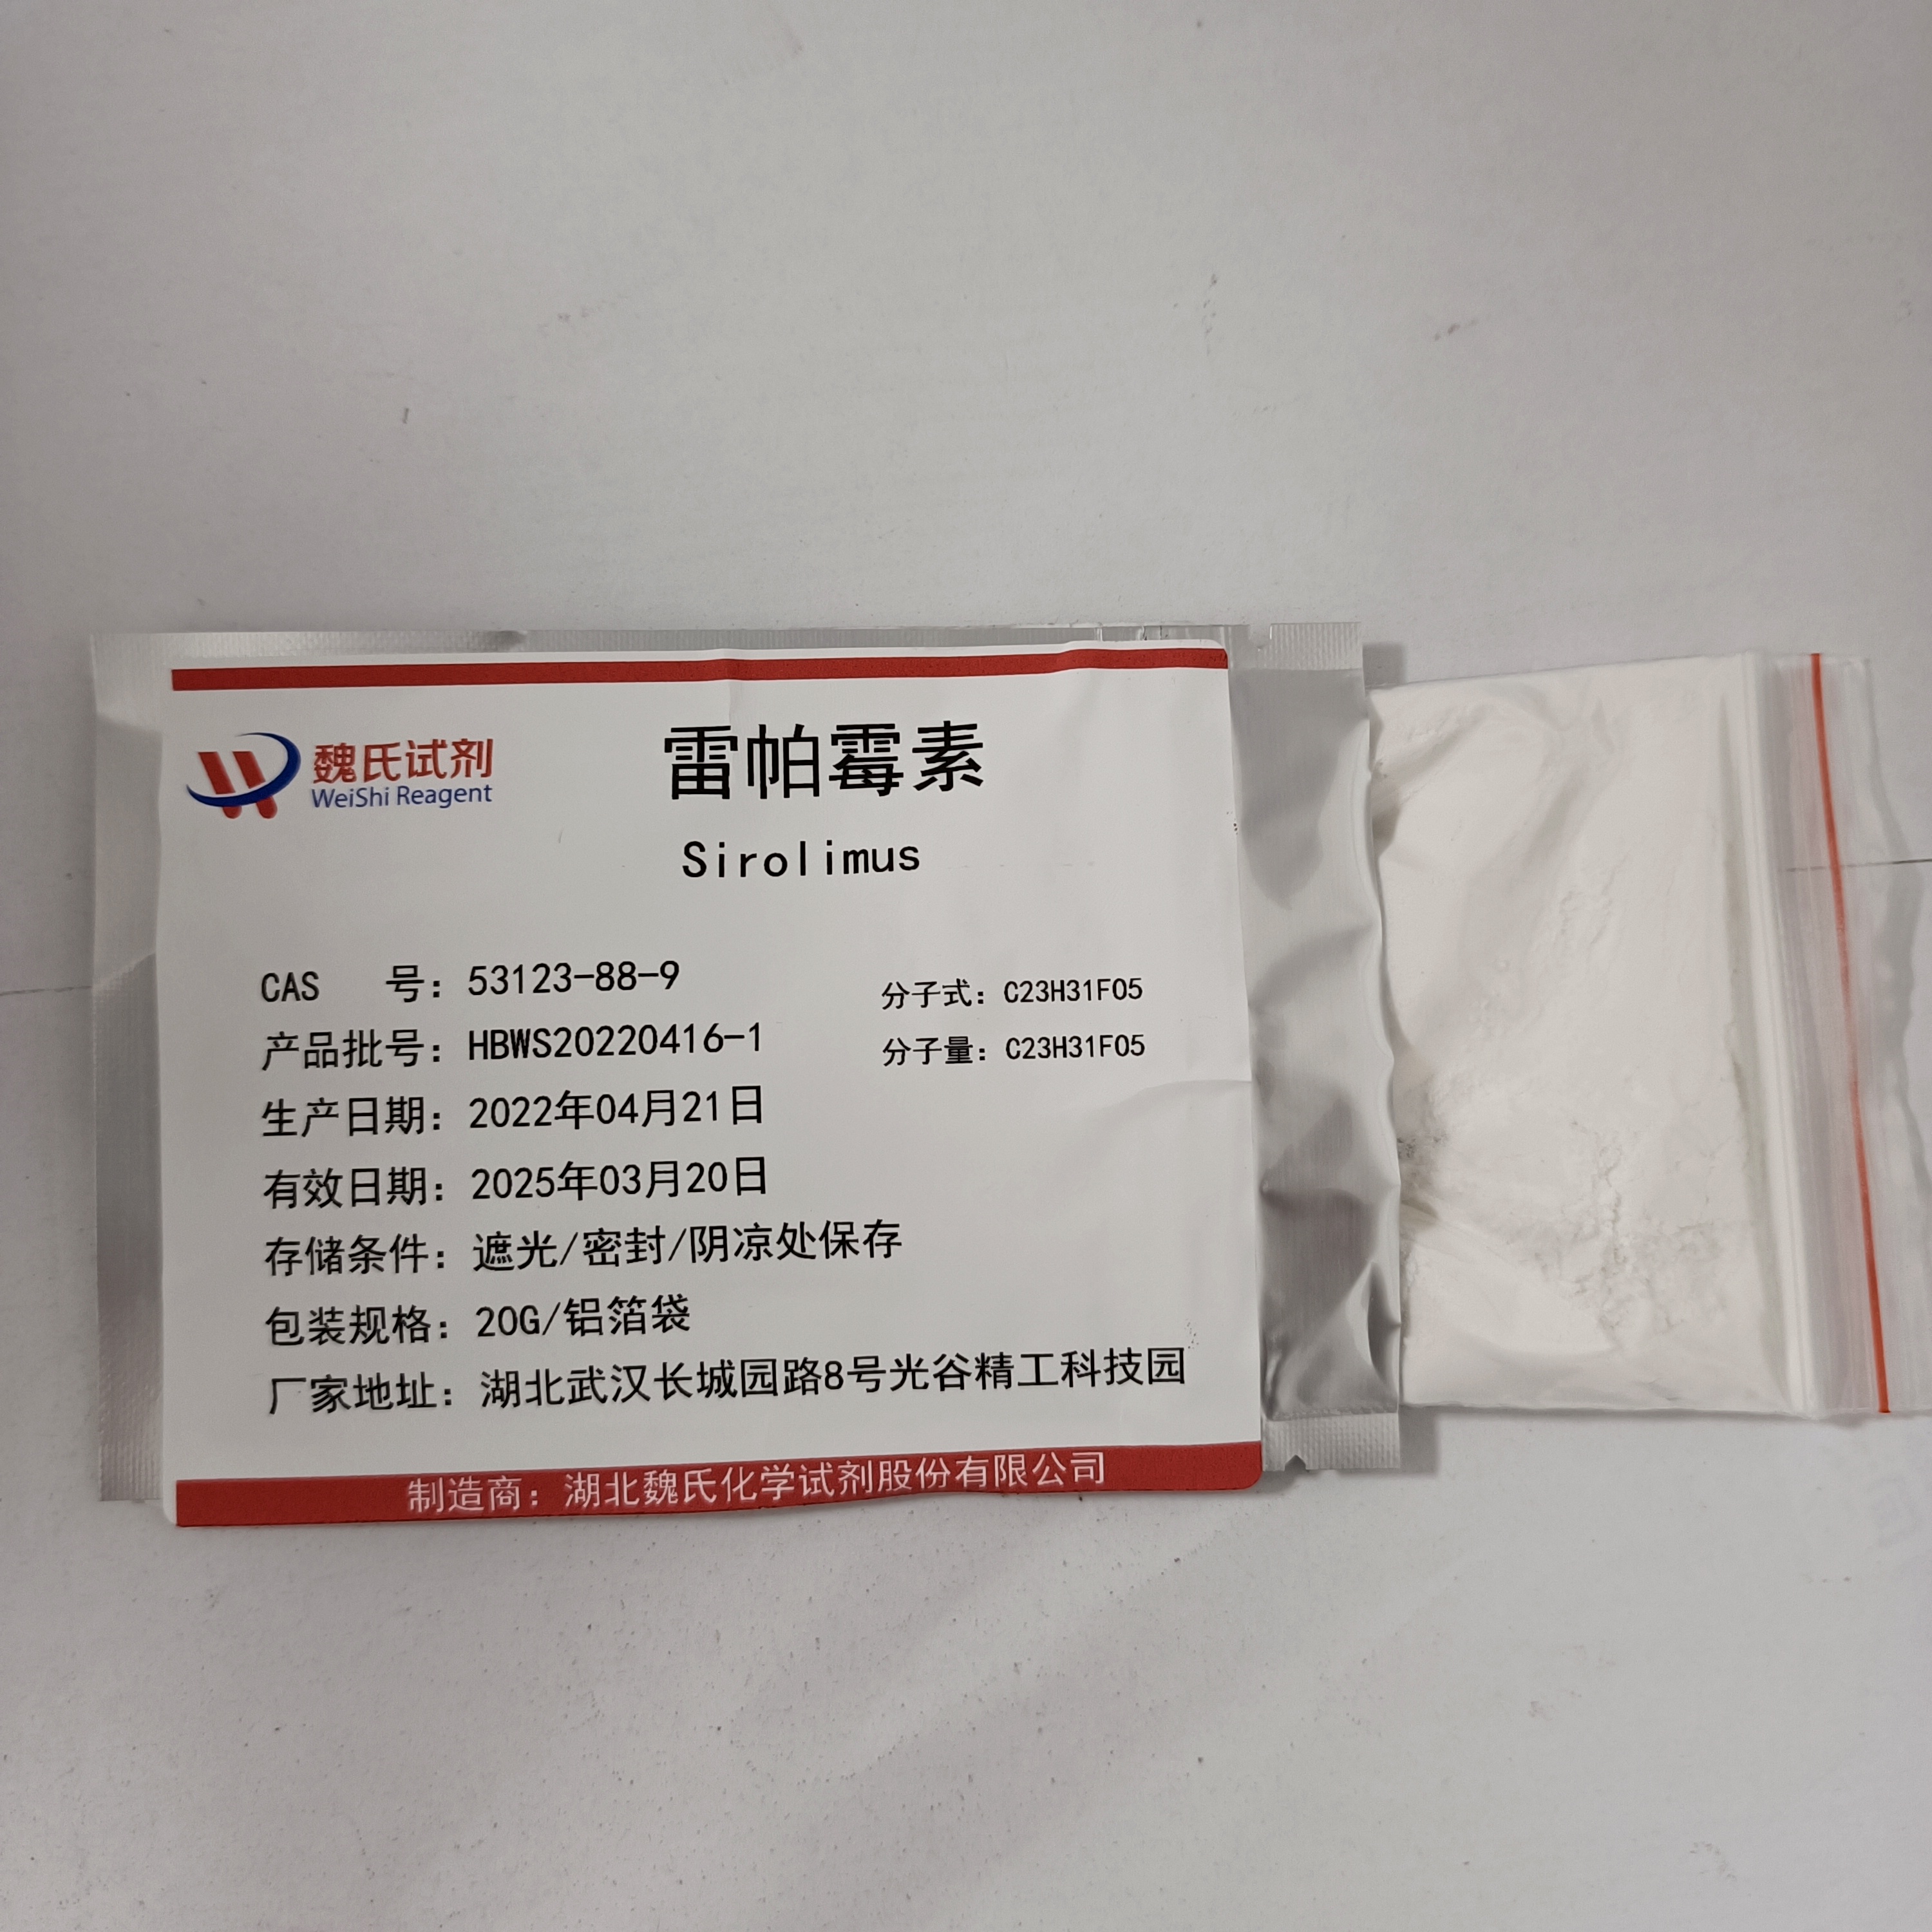 魏氏试剂
WeiShi Reagent
雷帕霉素
Sirolimus
CAS 号：53123-88-9
分子式：C23H31FO5
产品批号：HBWS20220416-1
分子量：C23H31FO5
生产日期：2022年04月21日
有效日期：2025年03月20日
存储条件：遮光/密封/阴凉处保存
包装规格：20G/铝箔袋
厂家地址：湖北武汉长城园路8号光谷精工科技园
制造商：湖北魏氏化学试剂股份有限公司